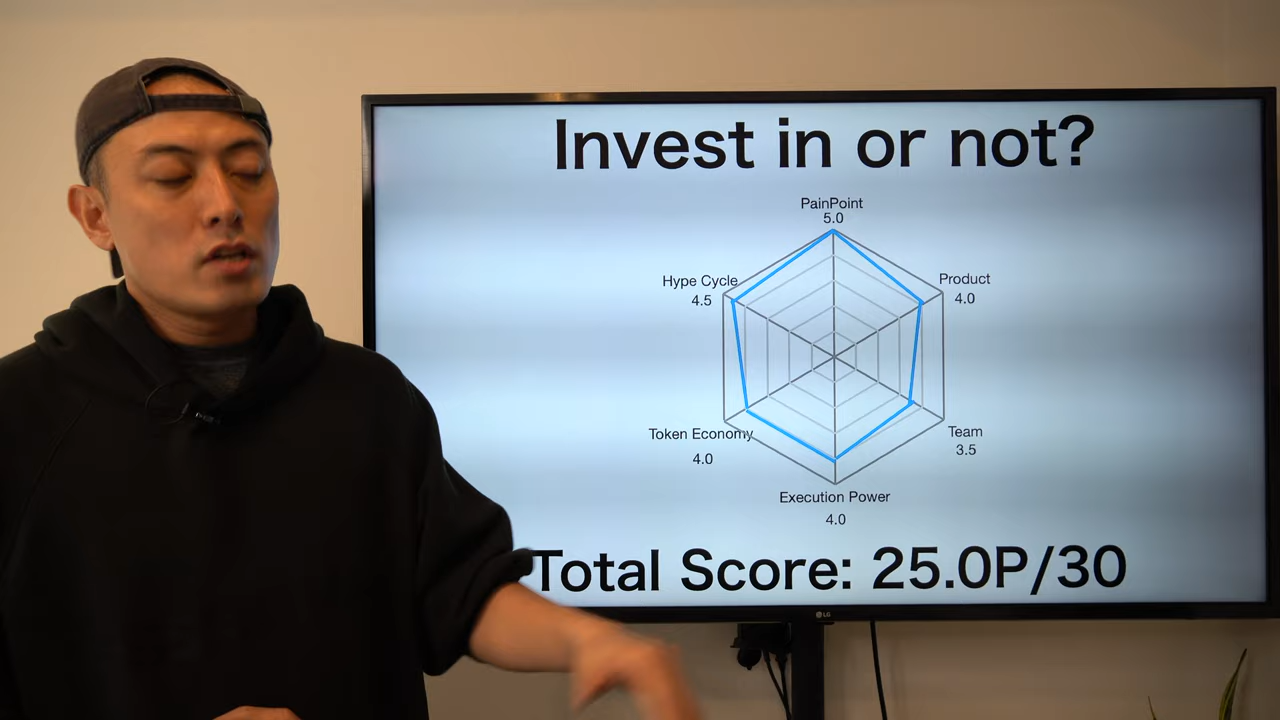 Invest in or not?
PainPoint
5.0
Hype Cycle
4.5
Product
4.0
Token Economy
4.0
Team
3.5
Execution Power
4.0
Total Score: 25.0P/30
LG